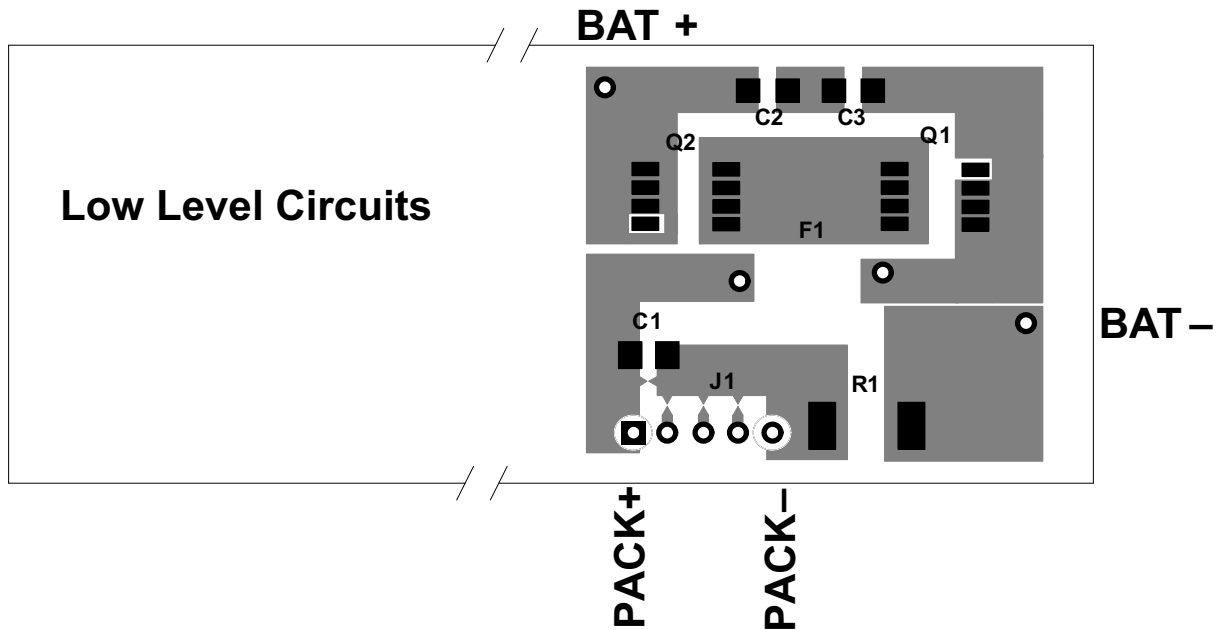 BAT +
C2 C3
Q2 Q1
Low Level Circuits
F1
C1
BAT –
J1 R1
PACK+
PACK–